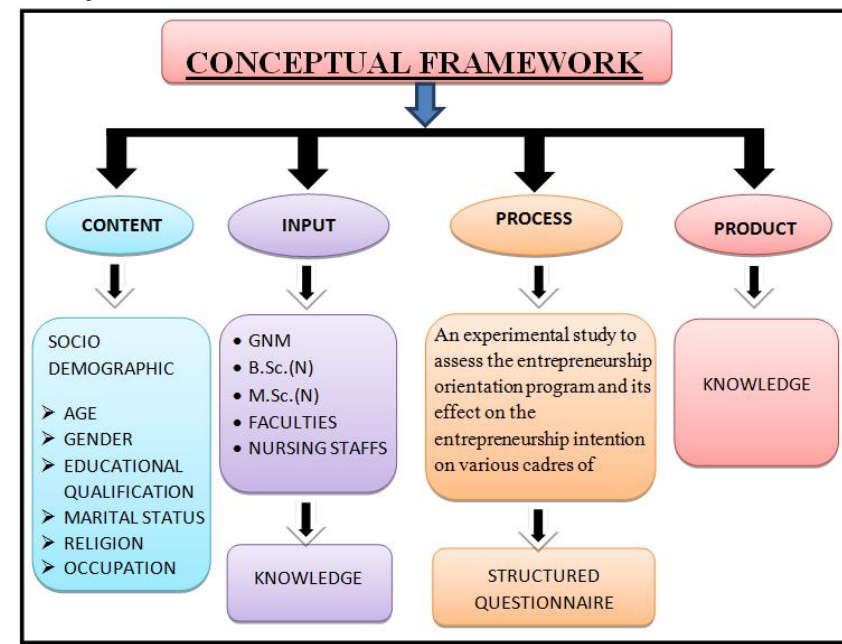 CONCEPTUAL FRAMEWORK
CONTENT
SOCIO
DEMOGRAPHIC
➢ AGE
➢ GENDER
➢ EDUCATIONAL
QUALIFICATION
➢ MARITAL STATUS
➢ RELIGION
➢ OCCUPATION
INPUT
• GNM
• B.Sc.(N)
• M.Sc.(N)
• FACULTIES
• NURSING STAFFS
KNOWLEDGE
PROCESS
An experimental study to
assess the entrepreneurship
orientation program and its
effect on the
entrepreneurship intention
on various cadres of
STRUCTURED
QUESTIONNAIRE
PRODUCT
KNOWLEDGE